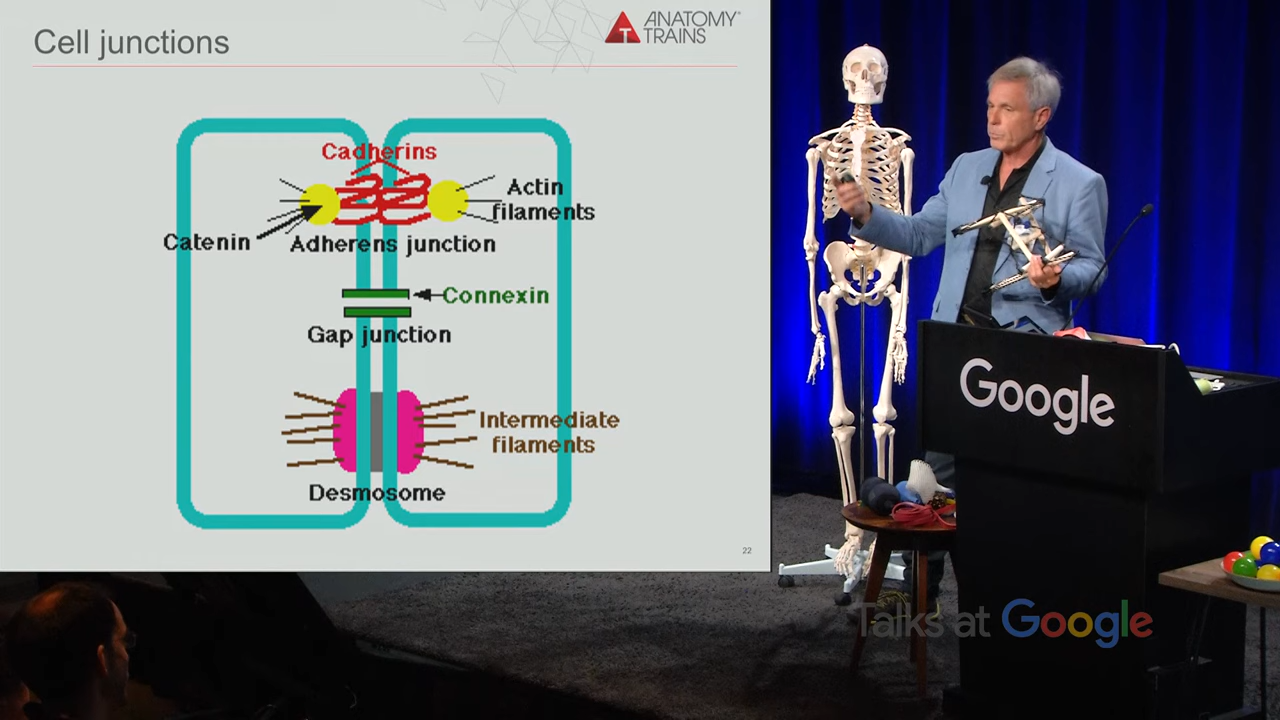 Cell junctions
ANATOMY
TRAINS
Cadherins
Actin
filaments
Catenin
Adherens junction
Connexin
Gap junction
Intermediate
filaments
Desmosome
22
Google
Talks at Google